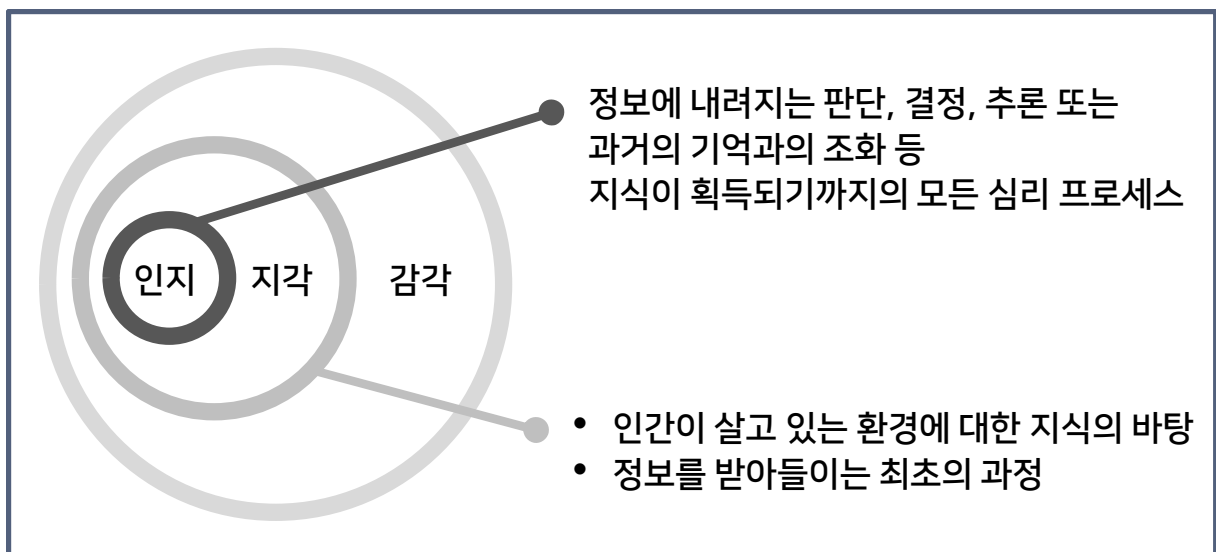 정보에 내려지는 판단, 결정, 추론 또는
과거의 기억과의 조화 등
지식이 획득되기까지의 모든 심리 프로세스
인지 지각 감각
• 인간이 살고 있는 환경에 대한 지식의 바탕
• 정보를 받아들이는 최초의 과정